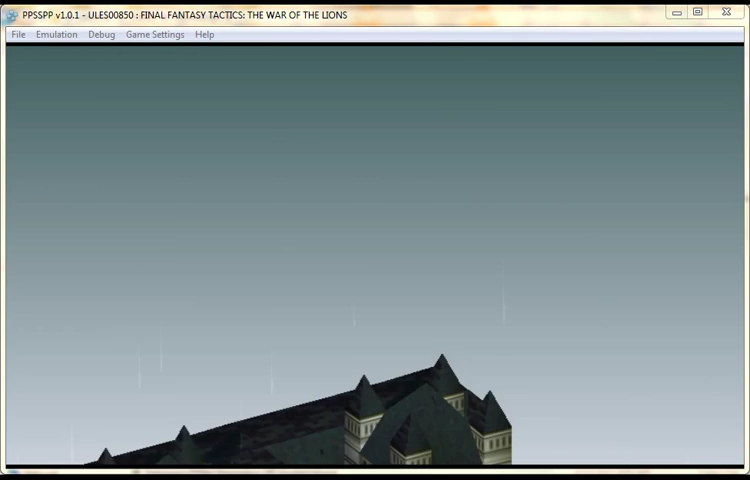 PPSSPP v1.0.1 - ULES00850 : FINAL FANTASY TACTICS: THE WAR OF THE LIONS
File Emulation Debug Game Settings Help